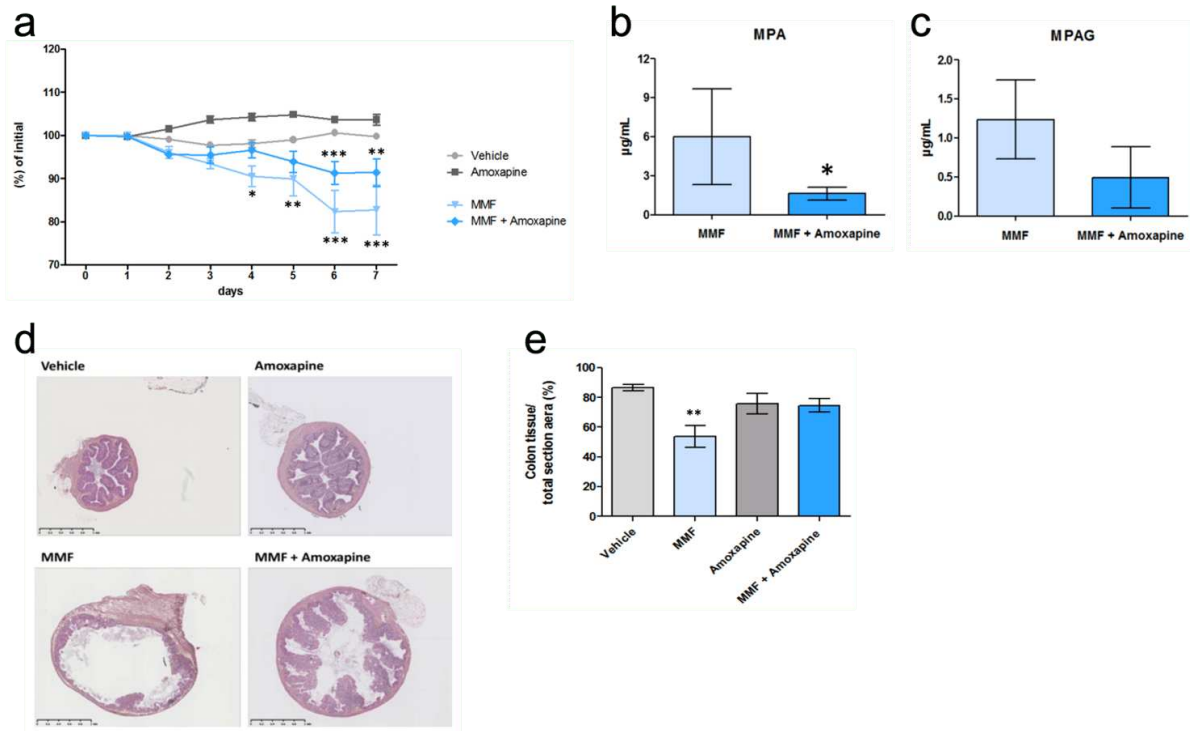 a
120
110
100
90
80
70
(%) of initial
0 1 2 3 4 5 6 7
days
*
**
***
***
***
**
Vehicle
Amoxapine
MMF
MMF + Amoxapine
b
MPA
12
9
6
3
0
µg/mL
*
MMF
MMF + Amoxapine
c
MPAG
2.0
1.5
1.0
0.5
0.0
µg/mL
MMF
MMF + Amoxapine
d
Vehicle
Amoxapine
MMF
MMF + Amoxapine
e
100
80
60
40
20
0
Colon tissue/
total section aera (%)
**
Vehicle
MMF
Amoxapine
MMF + Amoxapine